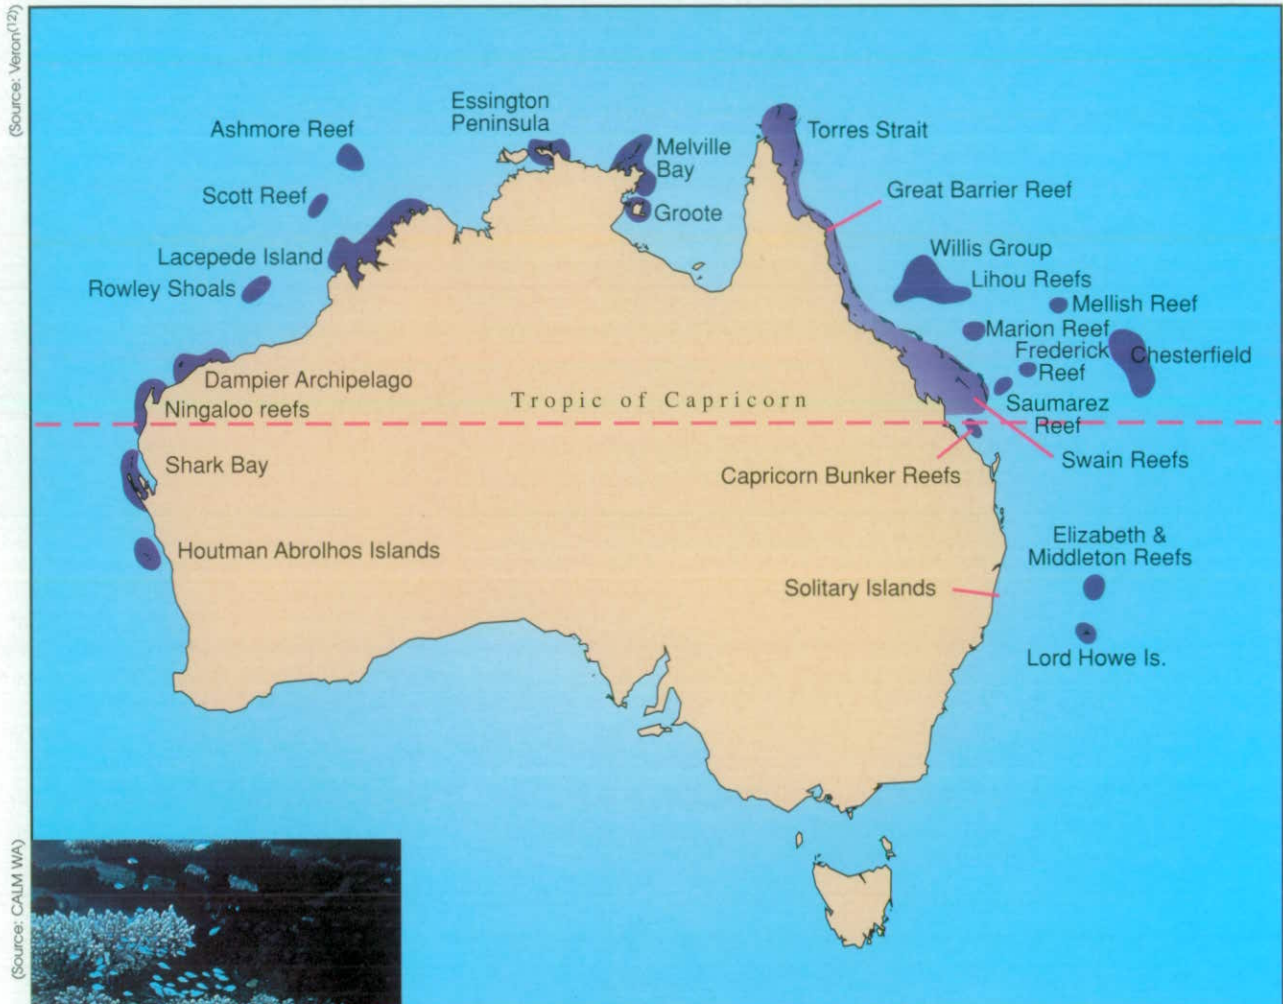 (Source: Veron(12))
Essington
Peninsula
Ashmore Reef
Torres Strait
Melville
Bay
Scott Reef
Great Barrier Reef
Groote
Willis Group
Lacepede Island
Lihou Reefs
Rowley Shoals
Mellish Reef
Marion Reef
Frederick
Reef
Chesterfield
Dampier Archipelago
Tropic of Capricorn
Ningaloo reefs
Saumarez
Reef
Shark Bay
Swain Reefs
Capricorn Bunker Reefs
Elizabeth &
Middleton Reefs
Houtman Abrolhos Islands
Solitary Islands
Lord Howe Is.
(Source: CALM WA)